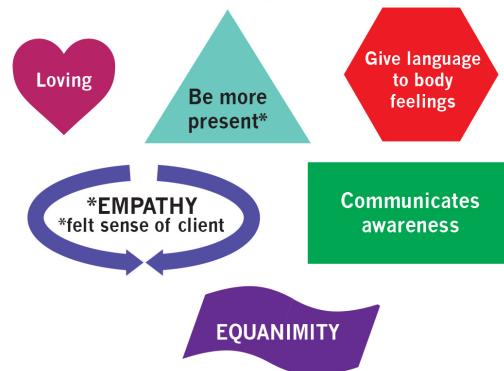 Loving
Be more
present*
Give language
to body
feelings
*EMPATHY
*felt sense of client
Communicates
awareness
EQUANIMITY